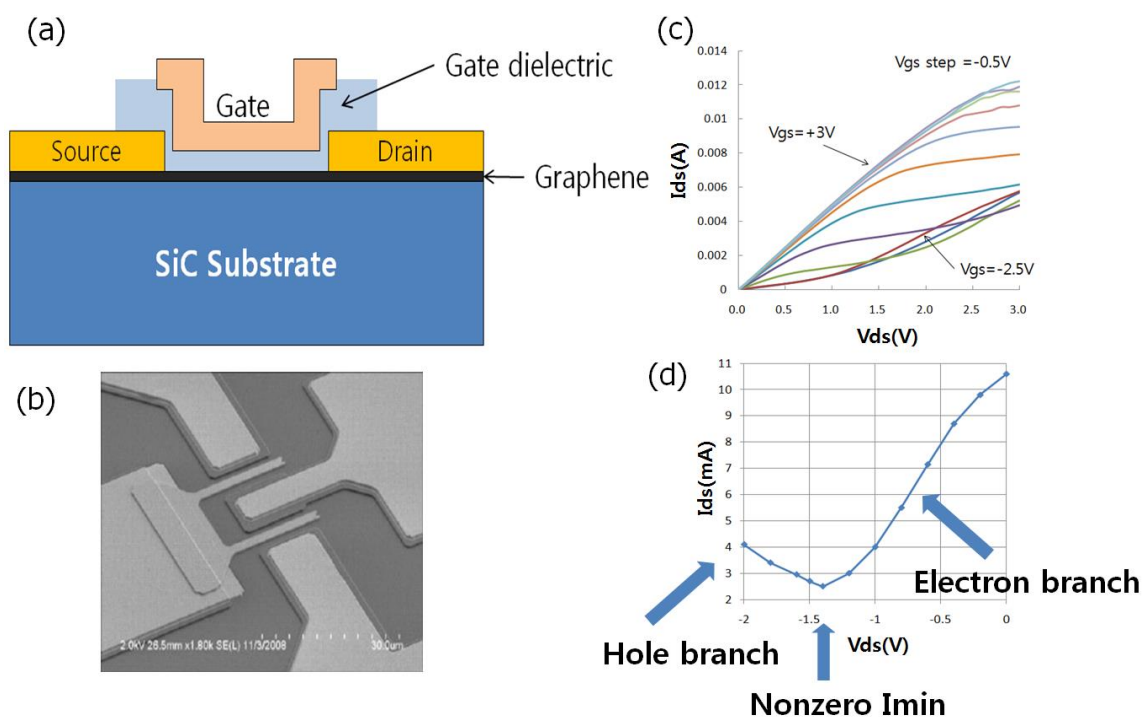 (a)
Gate
Gate dielectric
Source
Drain
Graphene
SiC Substrate
(b)
2.0kV 26.5mm x1.80k SE(L) 11/3/2008
30.0um
(c)
Ids(A)
0.014
0.012
0.01
0.008
0.006
0.004
0.002
0
Vgs step =-0.5V
Vgs=+3V
Vgs=-2.5V
0.0 0.5 1.0 1.5 2.0 2.5 3.0
Vds(V)
(d)
Ids(mA)
11
10
9
8
7
6
5
4
3
2
-2 -1.5 -1 -0.5 0
Vds(V)
Electron branch
Hole branch
Nonzero Imin